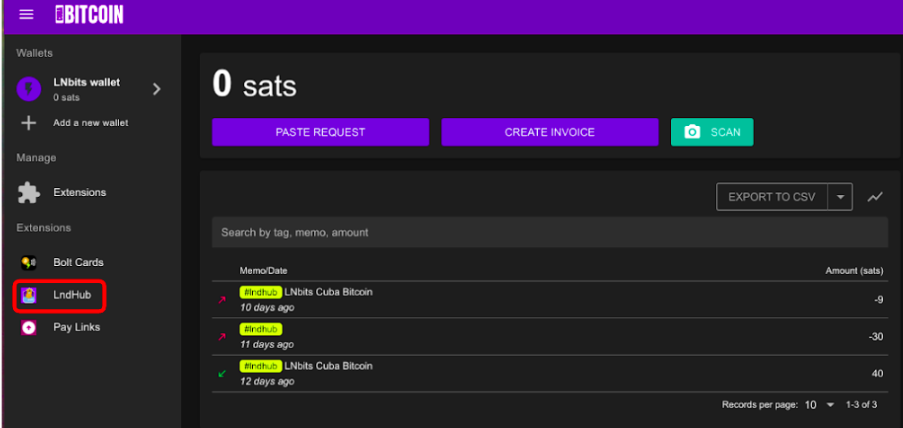 BITCOIN
Wallets
LNbits wallet
0 sats
Add a new wallet
Manage
Extensions
Extensions
Bolt Cards
LndHub
Pay Links
0 sats
PASTE REQUEST
CREATE INVOICE
SCAN
EXPORT TO CSV
Search by tag, memo, amount
Memo/Date Amount (sats)
#lndhub LNbits Cuba Bitcoin -9
10 days ago
#lndhub -30
11 days ago
#lndhub LNbits Cuba Bitcoin 40
12 days ago
Records per page: 10 1-3 of 3